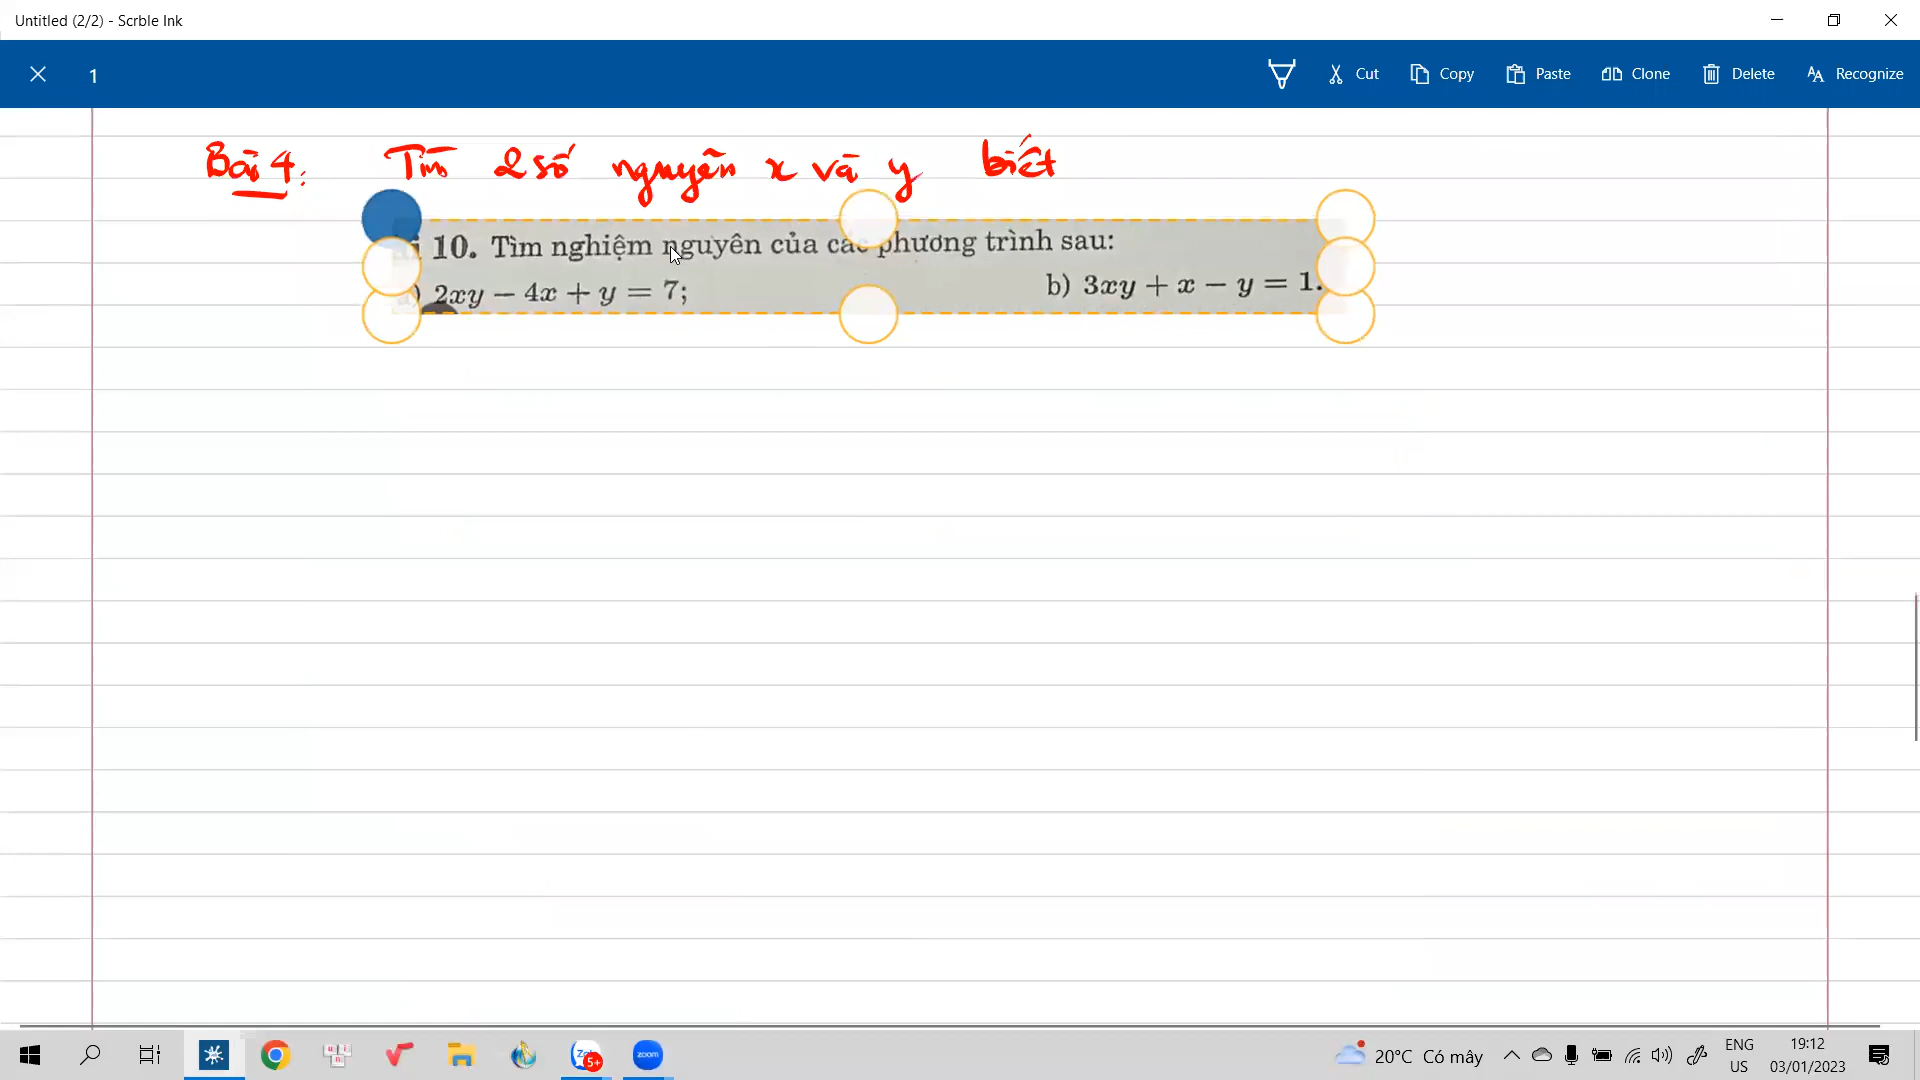 Untitled (2/2) - Scrble Ink
1
Cut
Copy
Paste
Clone
Delete
Recognize
Bài 4: Tìm 2 số nguyên x và y biết
10. Tìm nghiệm nguyên của các phương trình sau:
a) 2xy − 4x + y = 7; b) 3xy + x − y = 1.
5+
zoom
20°C Có mây
ENG
US
19:12
03/01/2023